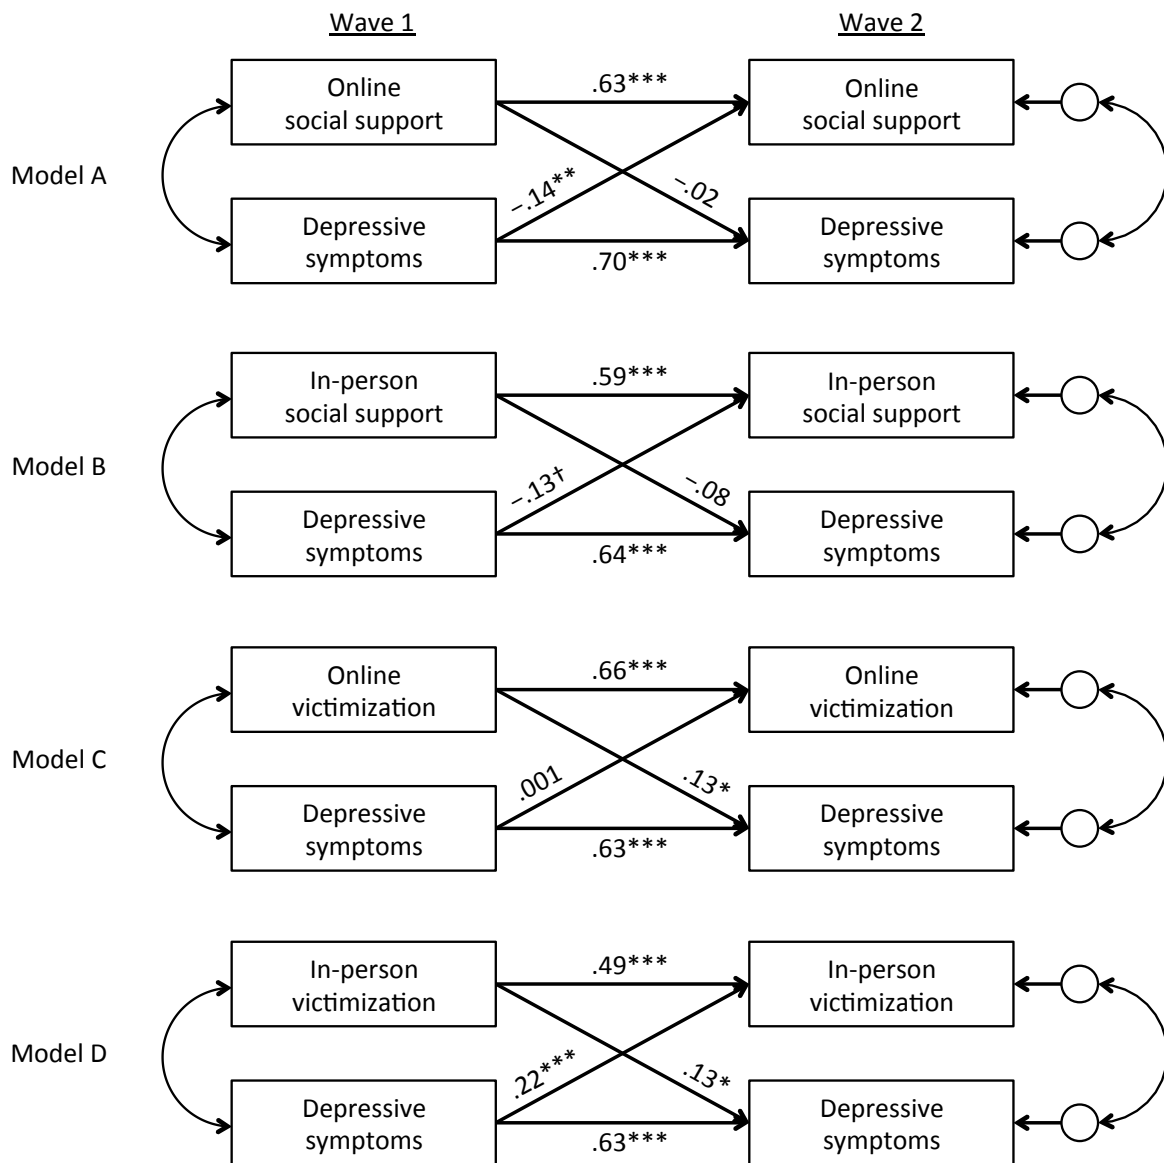 Wave 1 Wave 2
Online
social support
.63***
Online
social support
Model A
–.14**
–.02
Depressive
symptoms
.70***
Depressive
symptoms
In-person
social support
.59***
In-person
social support
Model B
–.13†
–.08
Depressive
symptoms
.64***
Depressive
symptoms
Online
victimization
.66***
Online
victimization
Model C
.001
.13*
Depressive
symptoms
.63***
Depressive
symptoms
In-person
victimization
.49***
In-person
victimization
Model D
.22***
.13*
Depressive
symptoms
.63***
Depressive
symptoms